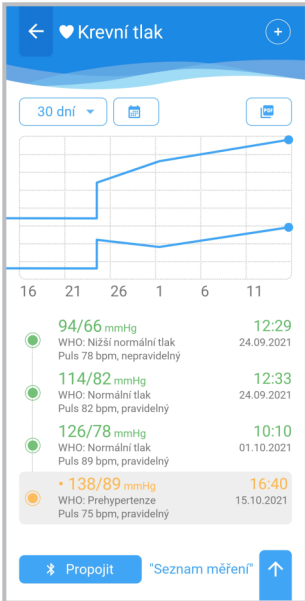 Krevní tlak
30 dní
PDF
16 21 26 1 6 11
94/66 mmHg 12:29
WHO: Nižší normální tlak 24.09.2021
Puls 78 bpm, nepravidelný
114/82 mmHg 12:33
WHO: Normální tlak 24.09.2021
Puls 82 bpm, pravidelný
126/78 mmHg 10:10
WHO: Normální tlak 01.10.2021
Puls 89 bpm, pravidelný
• 138/89 mmHg 16:40
WHO: Prehypertenze 15.10.2021
Puls 75 bpm, pravidelný
Propojit "Seznam měření"